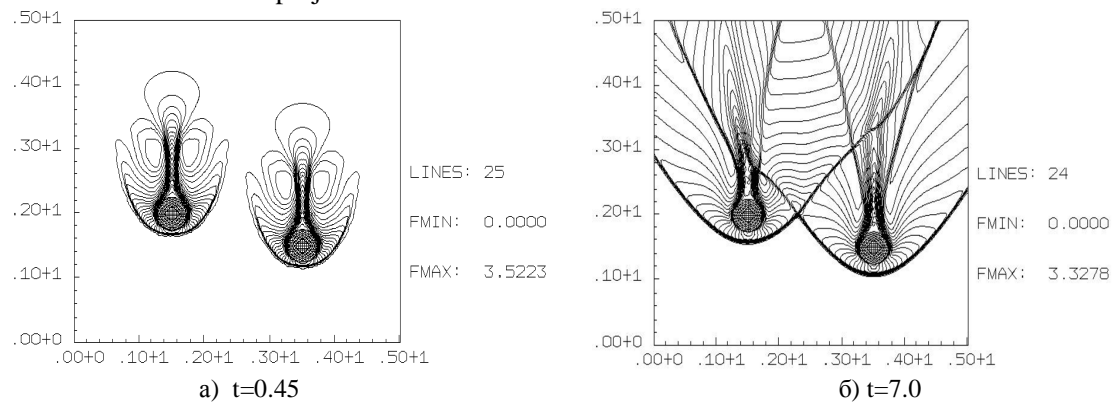 .50+1
.40+1
.30+1
.20+1
.10+1
.00+0
.00+0 .10+1 .20+1 .30+1 .40+1 .50+1
LINES: 25
FMIN: 0.0000
FMAX: 3.5223
а) t=0.45
.50+1
.40+1
.30+1
.20+1
.10+1
.00+0
.00+0 .10+1 .20+1 .30+1 .40+1 .50+1
LINES: 24
FMIN: 0.0000
FMAX: 3.3278
б) t=7.0